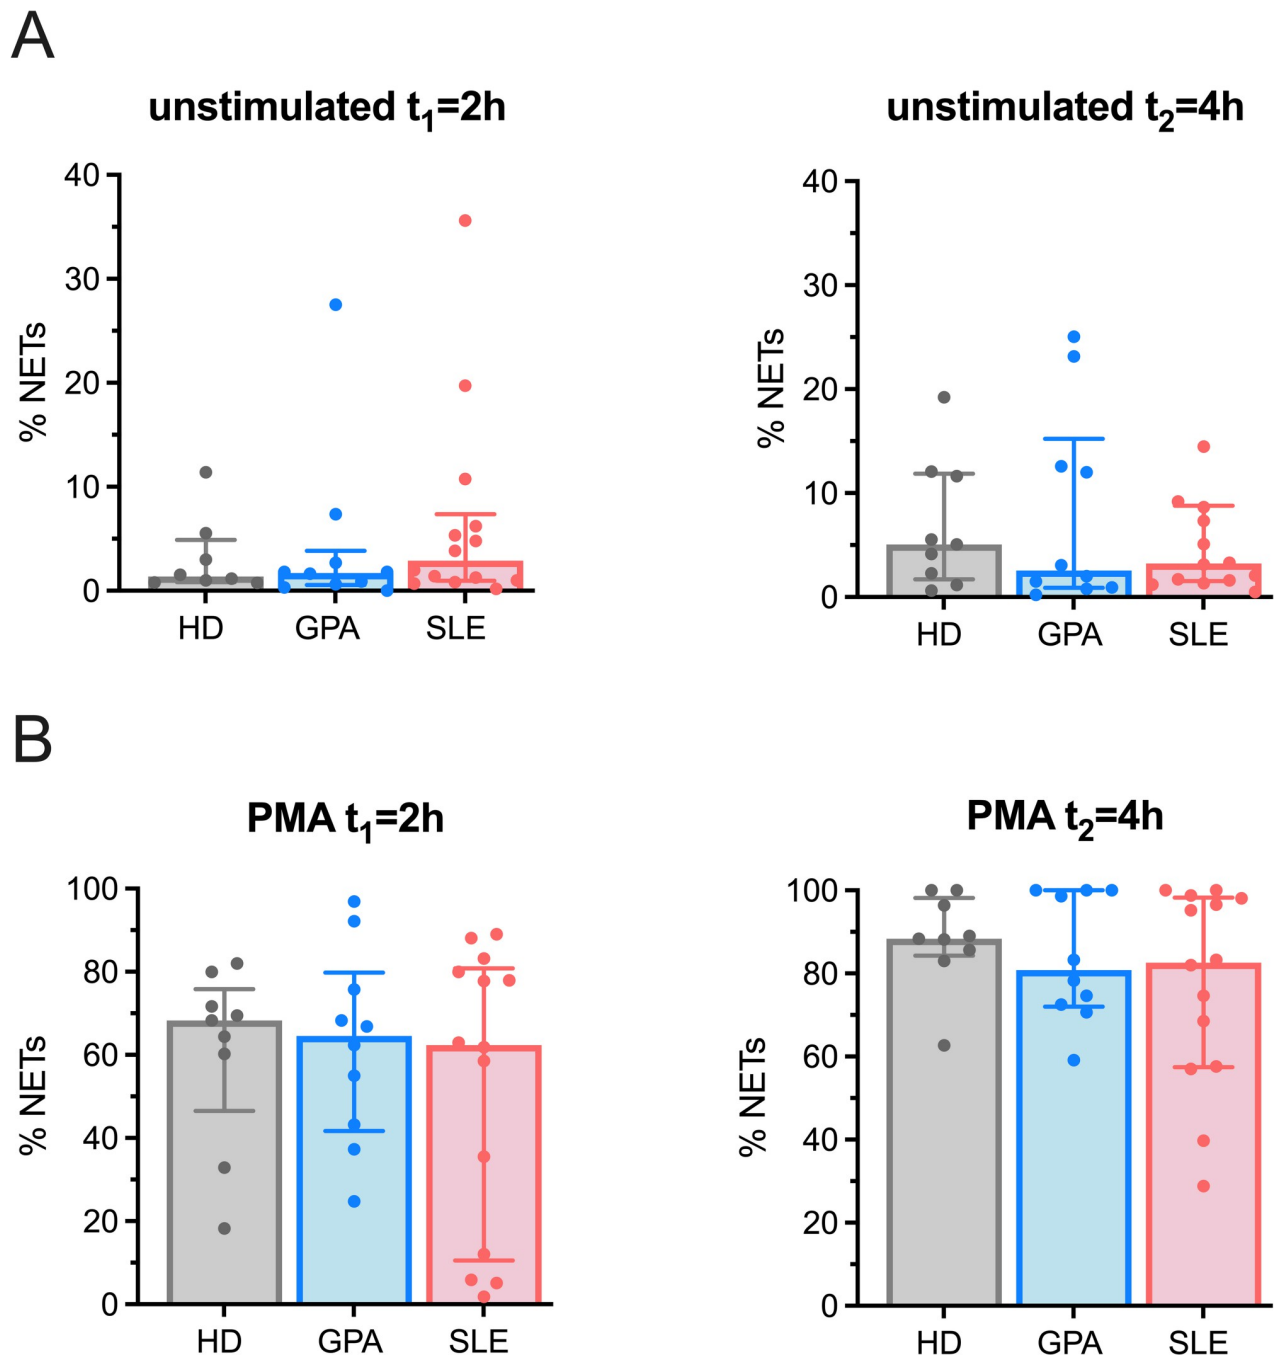 A
unstimulated t1=2h
unstimulated t2=4h
% NETs
40
30
20
10
0
HD GPA SLE
% NETs
40
30
20
10
0
HD GPA SLE
B
PMA t1=2h
PMA t2=4h
% NETs
100
80
60
40
20
0
HD GPA SLE
% NETs
100
80
60
40
20
0
HD GPA SLE